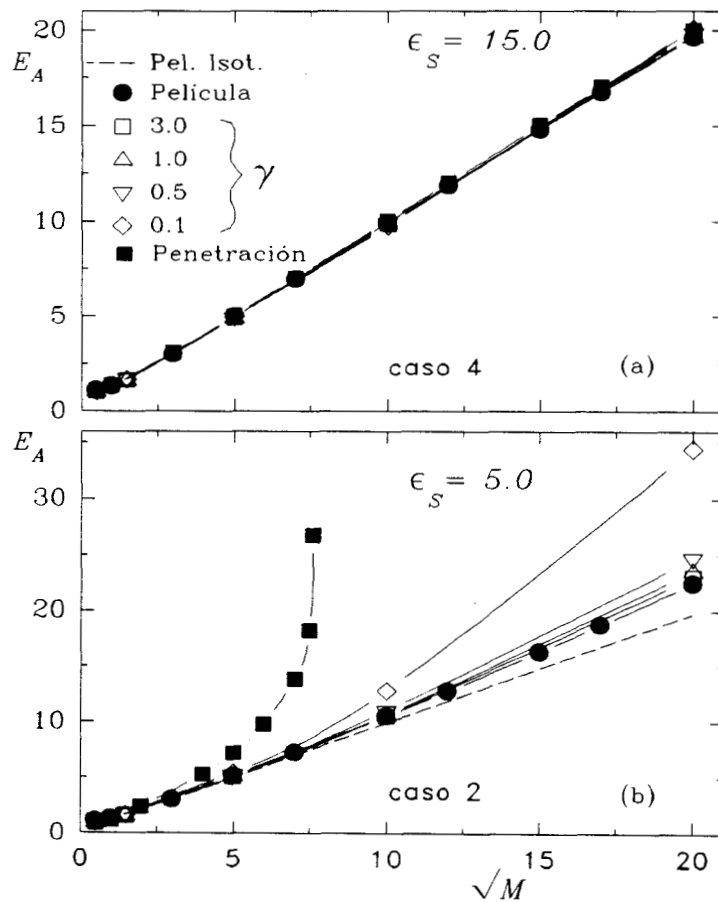 20
E_A
ϵ_S = 15.0
Pel. Isot.
Película
15
3.0
1.0
γ
0.5
10
0.1
Penetración
5
caso 4
(a)
0
E_A
ϵ_S = 5.0
30
20
10
caso 2
(b)
0
0
5
10
15
20
√M